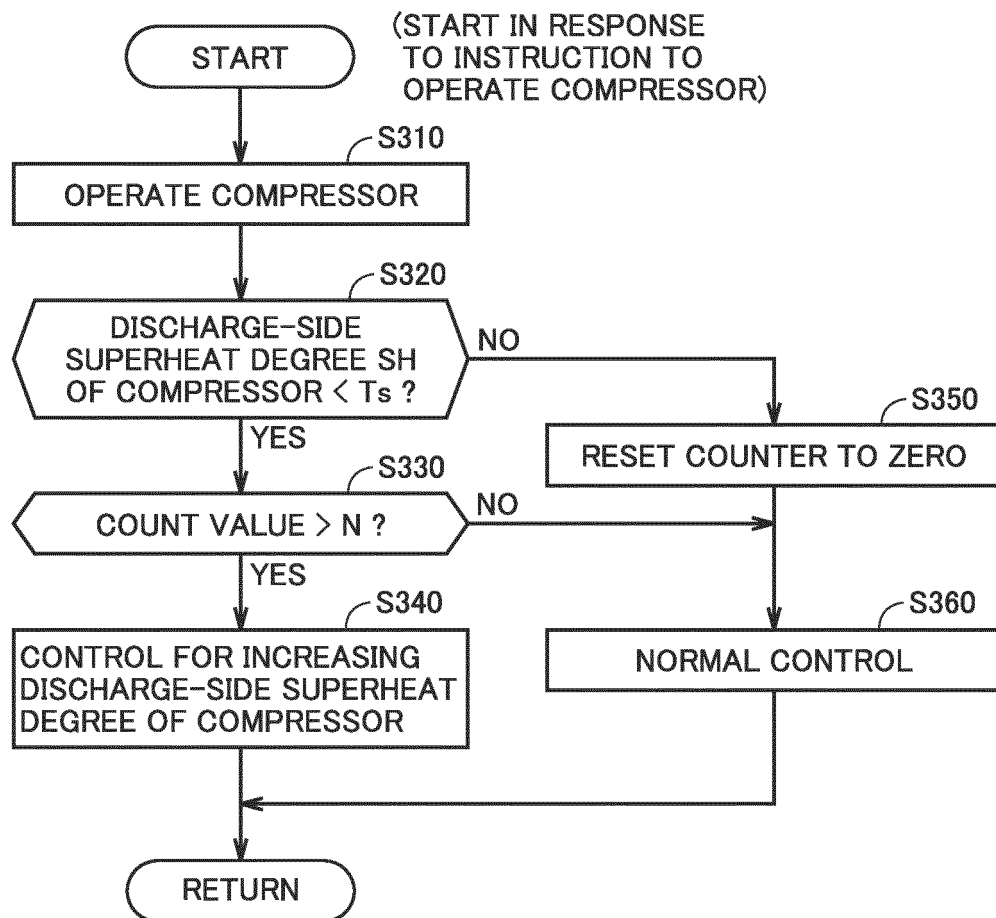 START
(START IN RESPONSE
TO INSTRUCTION TO
OPERATE COMPRESSOR)
S310
OPERATE COMPRESSOR
S320
DISCHARGE-SIDE
SUPERHEAT DEGREE SH
OF COMPRESSOR < Ts ?
NO
YES
S350
RESET COUNTER TO ZERO
S330
COUNT VALUE > N ?
NO
YES
S340
CONTROL FOR INCREASING
DISCHARGE-SIDE SUPERHEAT
DEGREE OF COMPRESSOR
S360
NORMAL CONTROL
RETURN